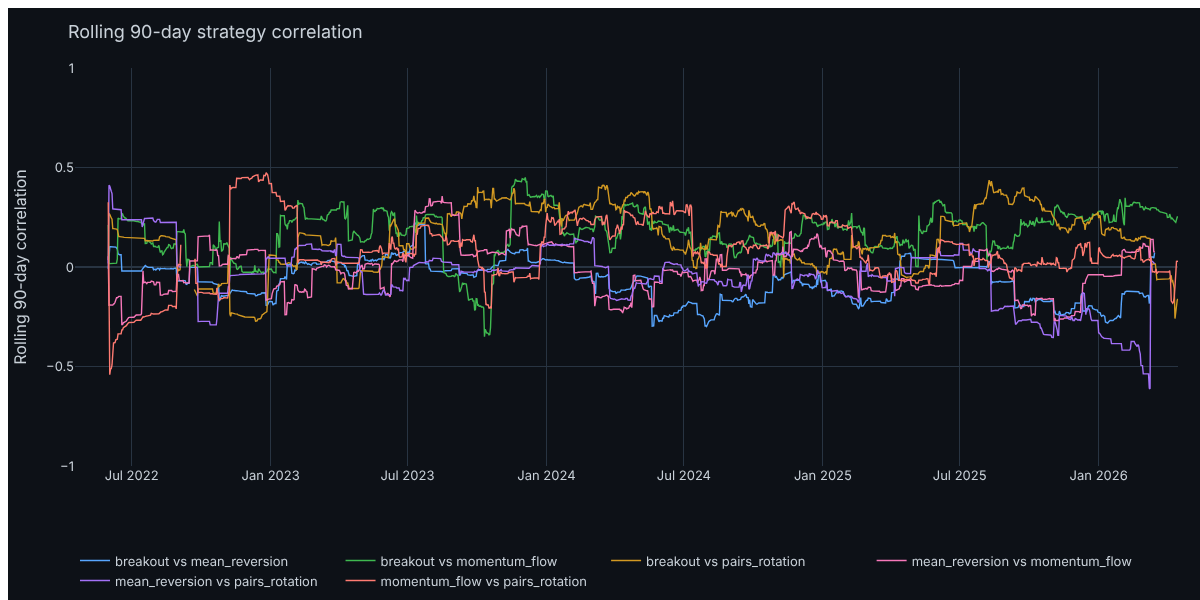 Rolling 90-day strategy correlation
Rolling 90-day correlation
1
0.5
0
−0.5
−1
Jul 2022 Jan 2023 Jul 2023 Jan 2024 Jul 2024 Jan 2025 Jul 2025 Jan 2026
breakout vs mean_reversion breakout vs momentum_flow breakout vs pairs_rotation mean_reversion vs momentum_flow
mean_reversion vs pairs_rotation momentum_flow vs pairs_rotation